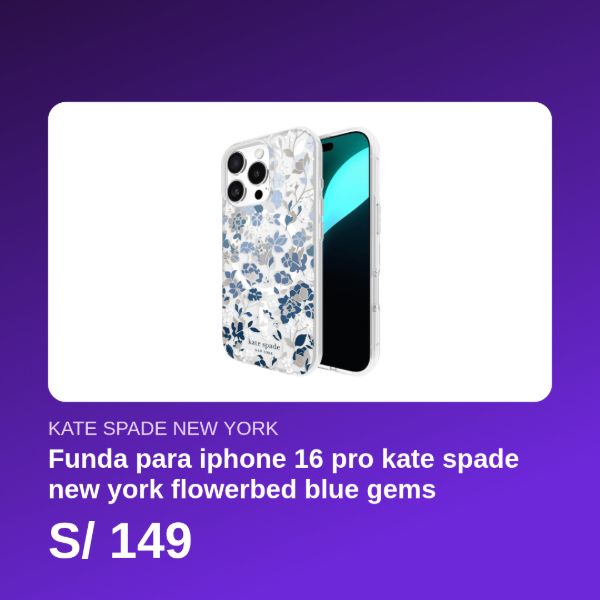 kate spade
NEW YORK
KATE SPADE NEW YORK
Funda para iphone 16 pro kate spade
new york flowerbed blue gems
S/ 149